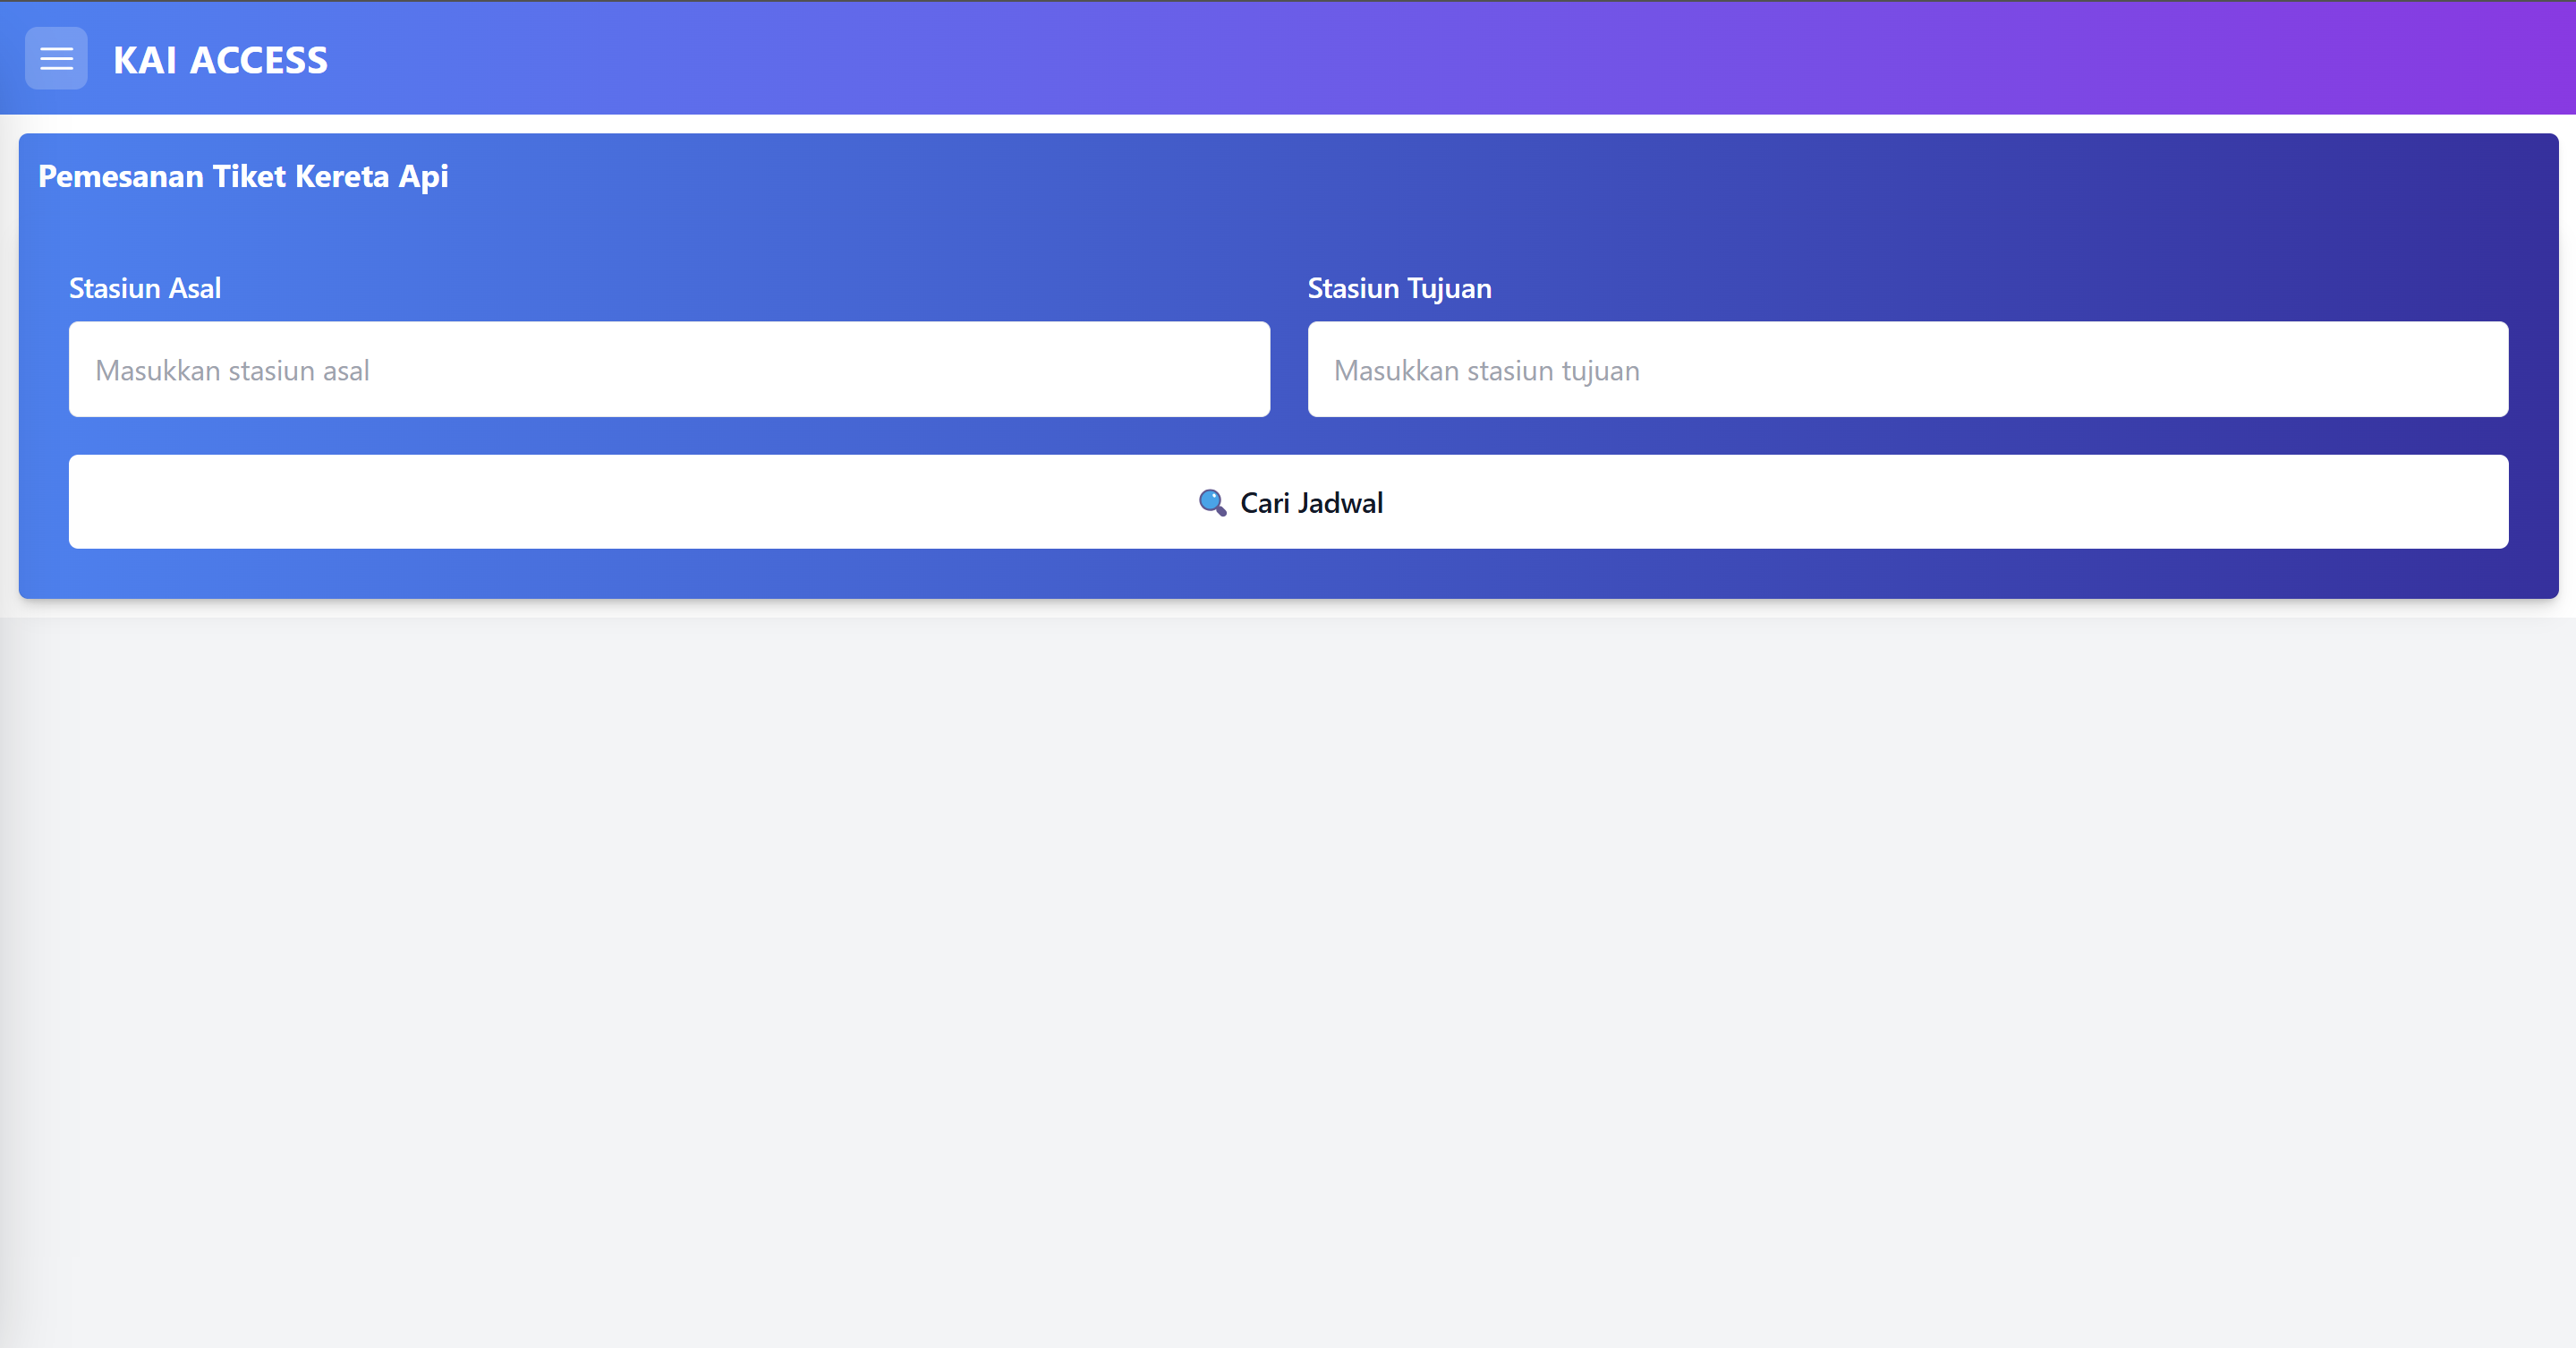 KAI ACCESS
Pemesanan Tiket Kereta Api
Stasiun Asal
Stasiun Tujuan
Masukkan stasiun asal
Masukkan stasiun tujuan
🔍 Cari Jadwal